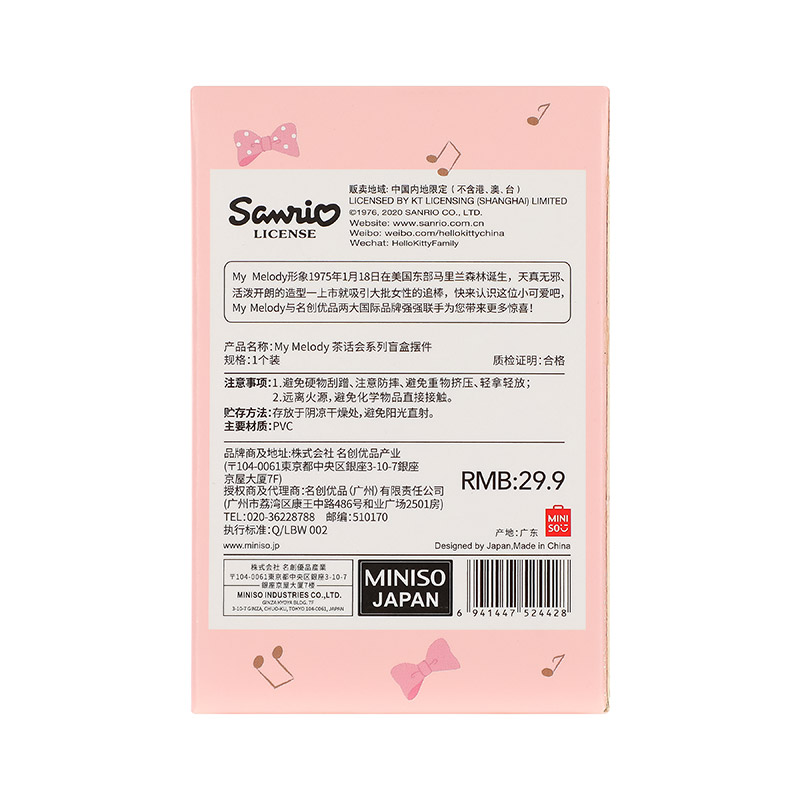 Sanrio
LICENSE
贩卖地域: 中国内地限定（不含港、澳、台）
LICENSED BY KT LICENSING (SHANGHAI) LIMITED
©1976, 2020 SANRIO CO., LTD.
Website: www.sanrio.com.cn
Weibo: weibo.com/hellokittychina
Wechat: HelloKittyFamily
My Melody形象1975年1月18日在美国东部马里兰森林诞生，天真无邪、
活泼开朗的造型一上市就吸引大批女性的追棒，快来认识这位小可爱吧，
My Melody与名创优品两大国际品牌强强联手为您带来更多惊喜！
产品名称: My Melody 茶话会系列盲盒摆件
规格: 1个装 质检证明: 合格
注意事项: 1.避免硬物刮蹭、注意防摔、避免重物挤压、轻拿轻放；
2.远离火源，避免化学物品直接接触。
贮存方法: 存放于阴凉干燥处，避免阳光直射。
主要材质: PVC
品牌商及地址: 株式会社 名创优品产业
(〒104-0061東京都中央区銀座3-10-7銀座
京屋大厦7F)
授权商及代理商: 名创优品（广州）有限责任公司
(广州市荔湾区康王中路486号和业广场2501房)
TEL: 020-36228788 邮编: 510170
执行标准: Q/LBW 002
www.miniso.jp
RMB:29.9
MINI
SO
产地: 广东
Designed by Japan,Made in China
株式会社 名創優品産業
〒104-0061 東京都中央区銀座3-10-7
銀座京屋大厦7楼
MINISO INDUSTRIES CO.,LTD.
GINZA KYOYA BLDG. 7F
3-10-7 GINZA, CHUO-KU, TOKYO 104-0061, JAPAN
MINISO
JAPAN
6 941447 524428